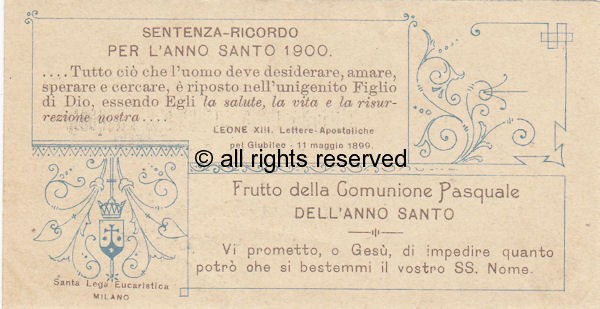 SENTENZA-RICORDO
PER L'ANNO SANTO 1900.
....Tutto ciò che l'uomo deve desiderare, amare,
sperare e cercare, è riposto nell'unigenito Figlio
di Dio, essendo Egli la salute, la vita e la risur-
rezione nostra....
LEONE XIII. Lettere-Apostoliche
pel Giubileo - 11 maggio 1899.
© all rights reserved
Frutto della Comunione Pasquale
DELL'ANNO SANTO
Vi prometto, o Gesù, di impedire quanto
potrò che si bestemmi il vostro SS. Nome.
Santa Lega Eucaristica
MILANO